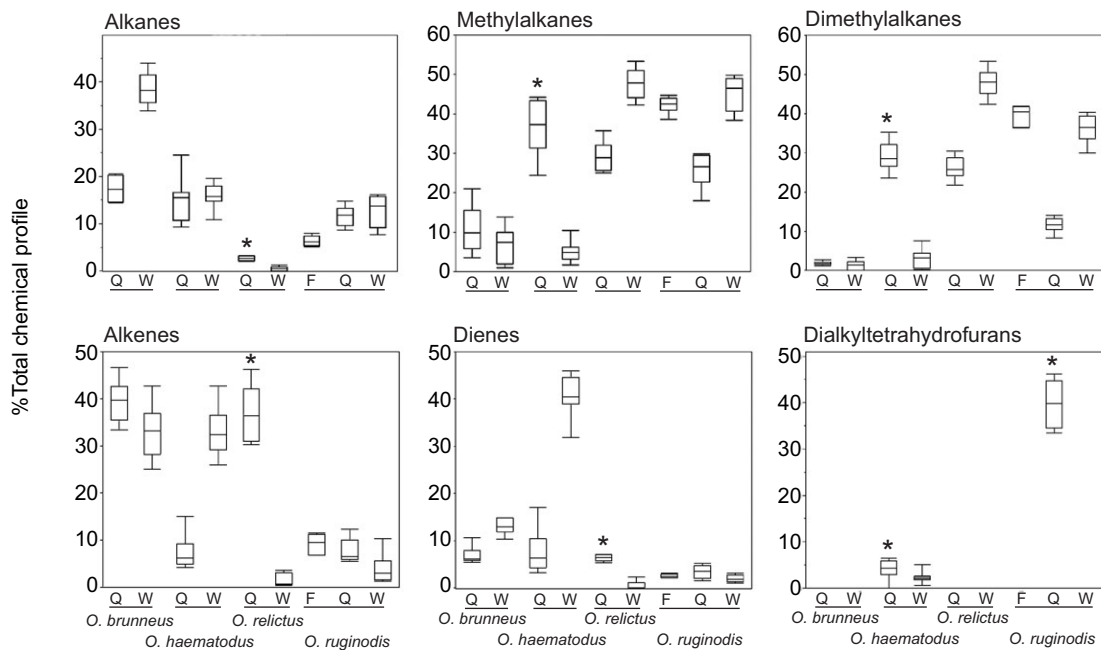 Alkanes
Methylalkanes
Dimethylalkanes
%Total chemical profile
40
30
20
10
0
*
Q W Q W Q W F Q W
60
50
40
30
20
10
0
*
Q W Q W Q W F Q W
60
50
40
30
20
10
0
*
Q W Q W Q W F Q W
Alkenes
Dienes
Dialkyltetrahydrofurans
50
40
30
20
10
0
*
Q W Q W Q W F Q W
O. brunneus O. relictus
O. haematodus O. ruginodis
50
40
30
20
10
0
*
Q W Q W Q W F Q W
O. brunneus O. relictus
O. haematodus O. ruginodis
50
40
30
20
10
0
*
*
Q W Q W Q W F Q W
O. brunneus O. relictus
O. haematodus O. ruginodis